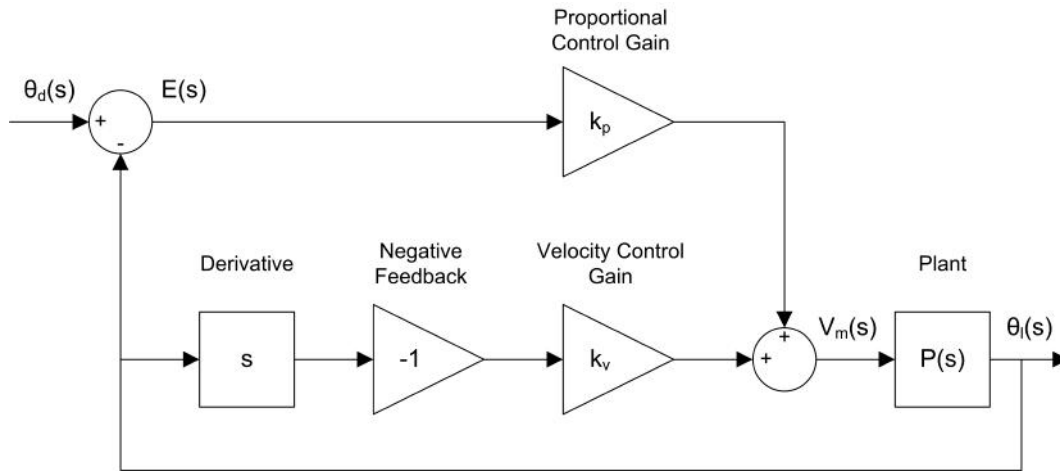 Proportional
Control Gain
θd(s)
E(s)
+
-
kp
Derivative
Negative
Feedback
Velocity Control
Gain
Plant
s
-1
kv
+
+
Vm(s)
P(s)
θl(s)